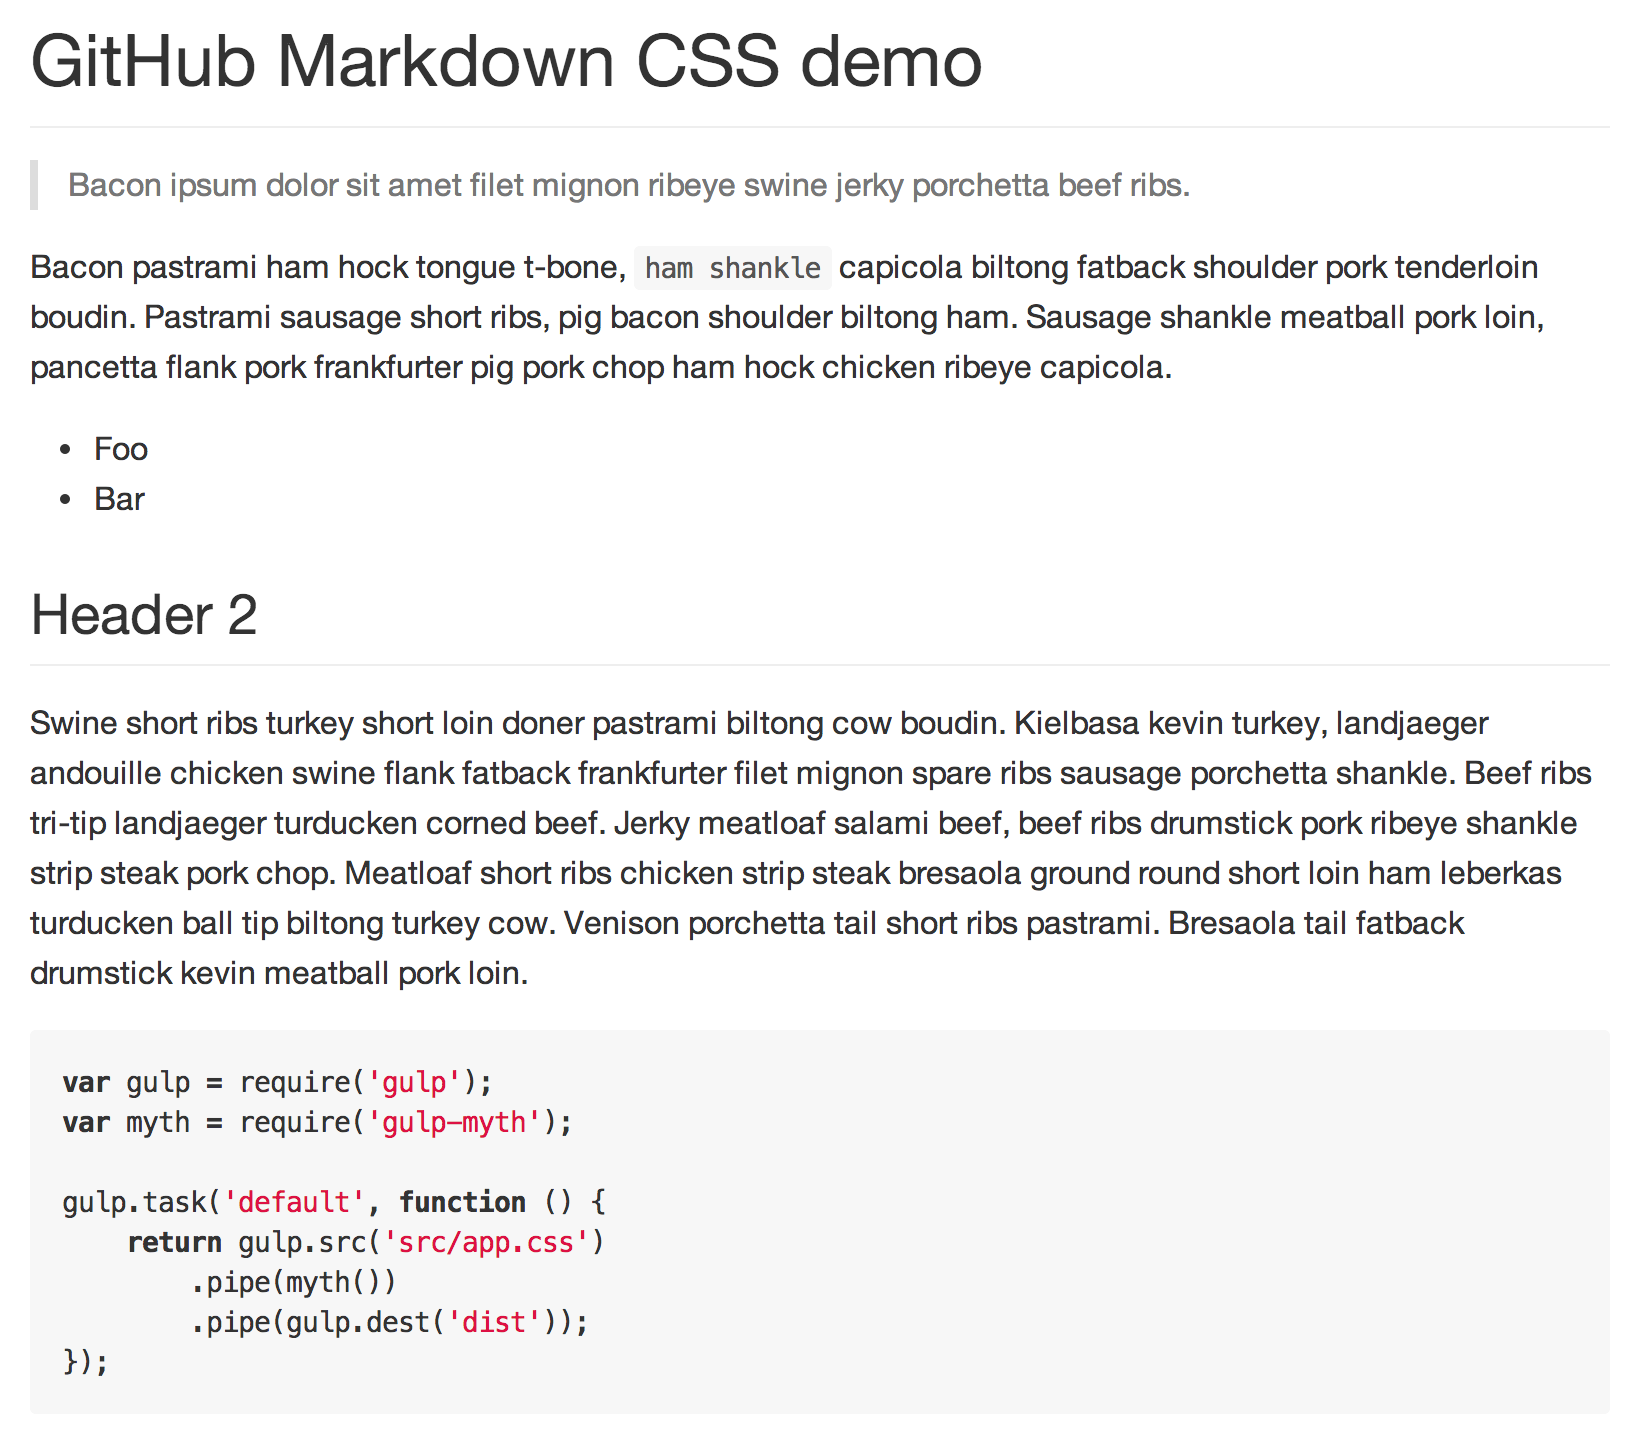 GitHub Markdown CSS demo
Bacon ipsum dolor sit amet filet mignon ribeye swine jerky porchetta beef ribs.
Bacon pastrami ham hock tongue t-bone, ham shankle capicola biltong fatback shoulder pork tenderloin
boudin. Pastrami sausage short ribs, pig bacon shoulder biltong ham. Sausage shankle meatball pork loin,
pancetta flank pork frankfurter pig pork chop ham hock chicken ribeye capicola.
• Foo
• Bar
Header 2
Swine short ribs turkey short loin doner pastrami biltong cow boudin. Kielbasa kevin turkey, landjaeger
andouille chicken swine flank fatback frankfurter filet mignon spare ribs sausage porchetta shankle. Beef ribs
tri-tip landjaeger turducken corned beef. Jerky meatloaf salami beef, beef ribs drumstick pork ribeye shankle
strip steak pork chop. Meatloaf short ribs chicken strip steak bresaola ground round short loin ham leberkas
turducken ball tip biltong turkey cow. Venison porchetta tail short ribs pastrami. Bresaola tail fatback
drumstick kevin meatball pork loin.
var gulp = require('gulp');
var myth = require('gulp-myth');
gulp.task('default', function () {
    return gulp.src('src/app.css')
        .pipe(myth())
        .pipe(gulp.dest('dist'));
});